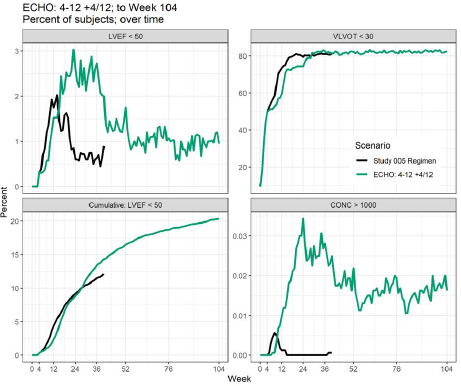 ECHO: 4-12 +4/12; to Week 104
Percent of subjects; over time
LVEF < 50
VLVOT < 30
3
2
1
0
80
60
40
20
Scenario
Study 005 Regimen
ECHO: 4-12 +4/12
Percent
Cumulative: LVEF < 50
CONC > 1000
20
15
10
5
0
0.03
0.02
0.01
0.00
0 4 12 24 36 52 76 104
0 4 12 24 36 52 76 104
Week